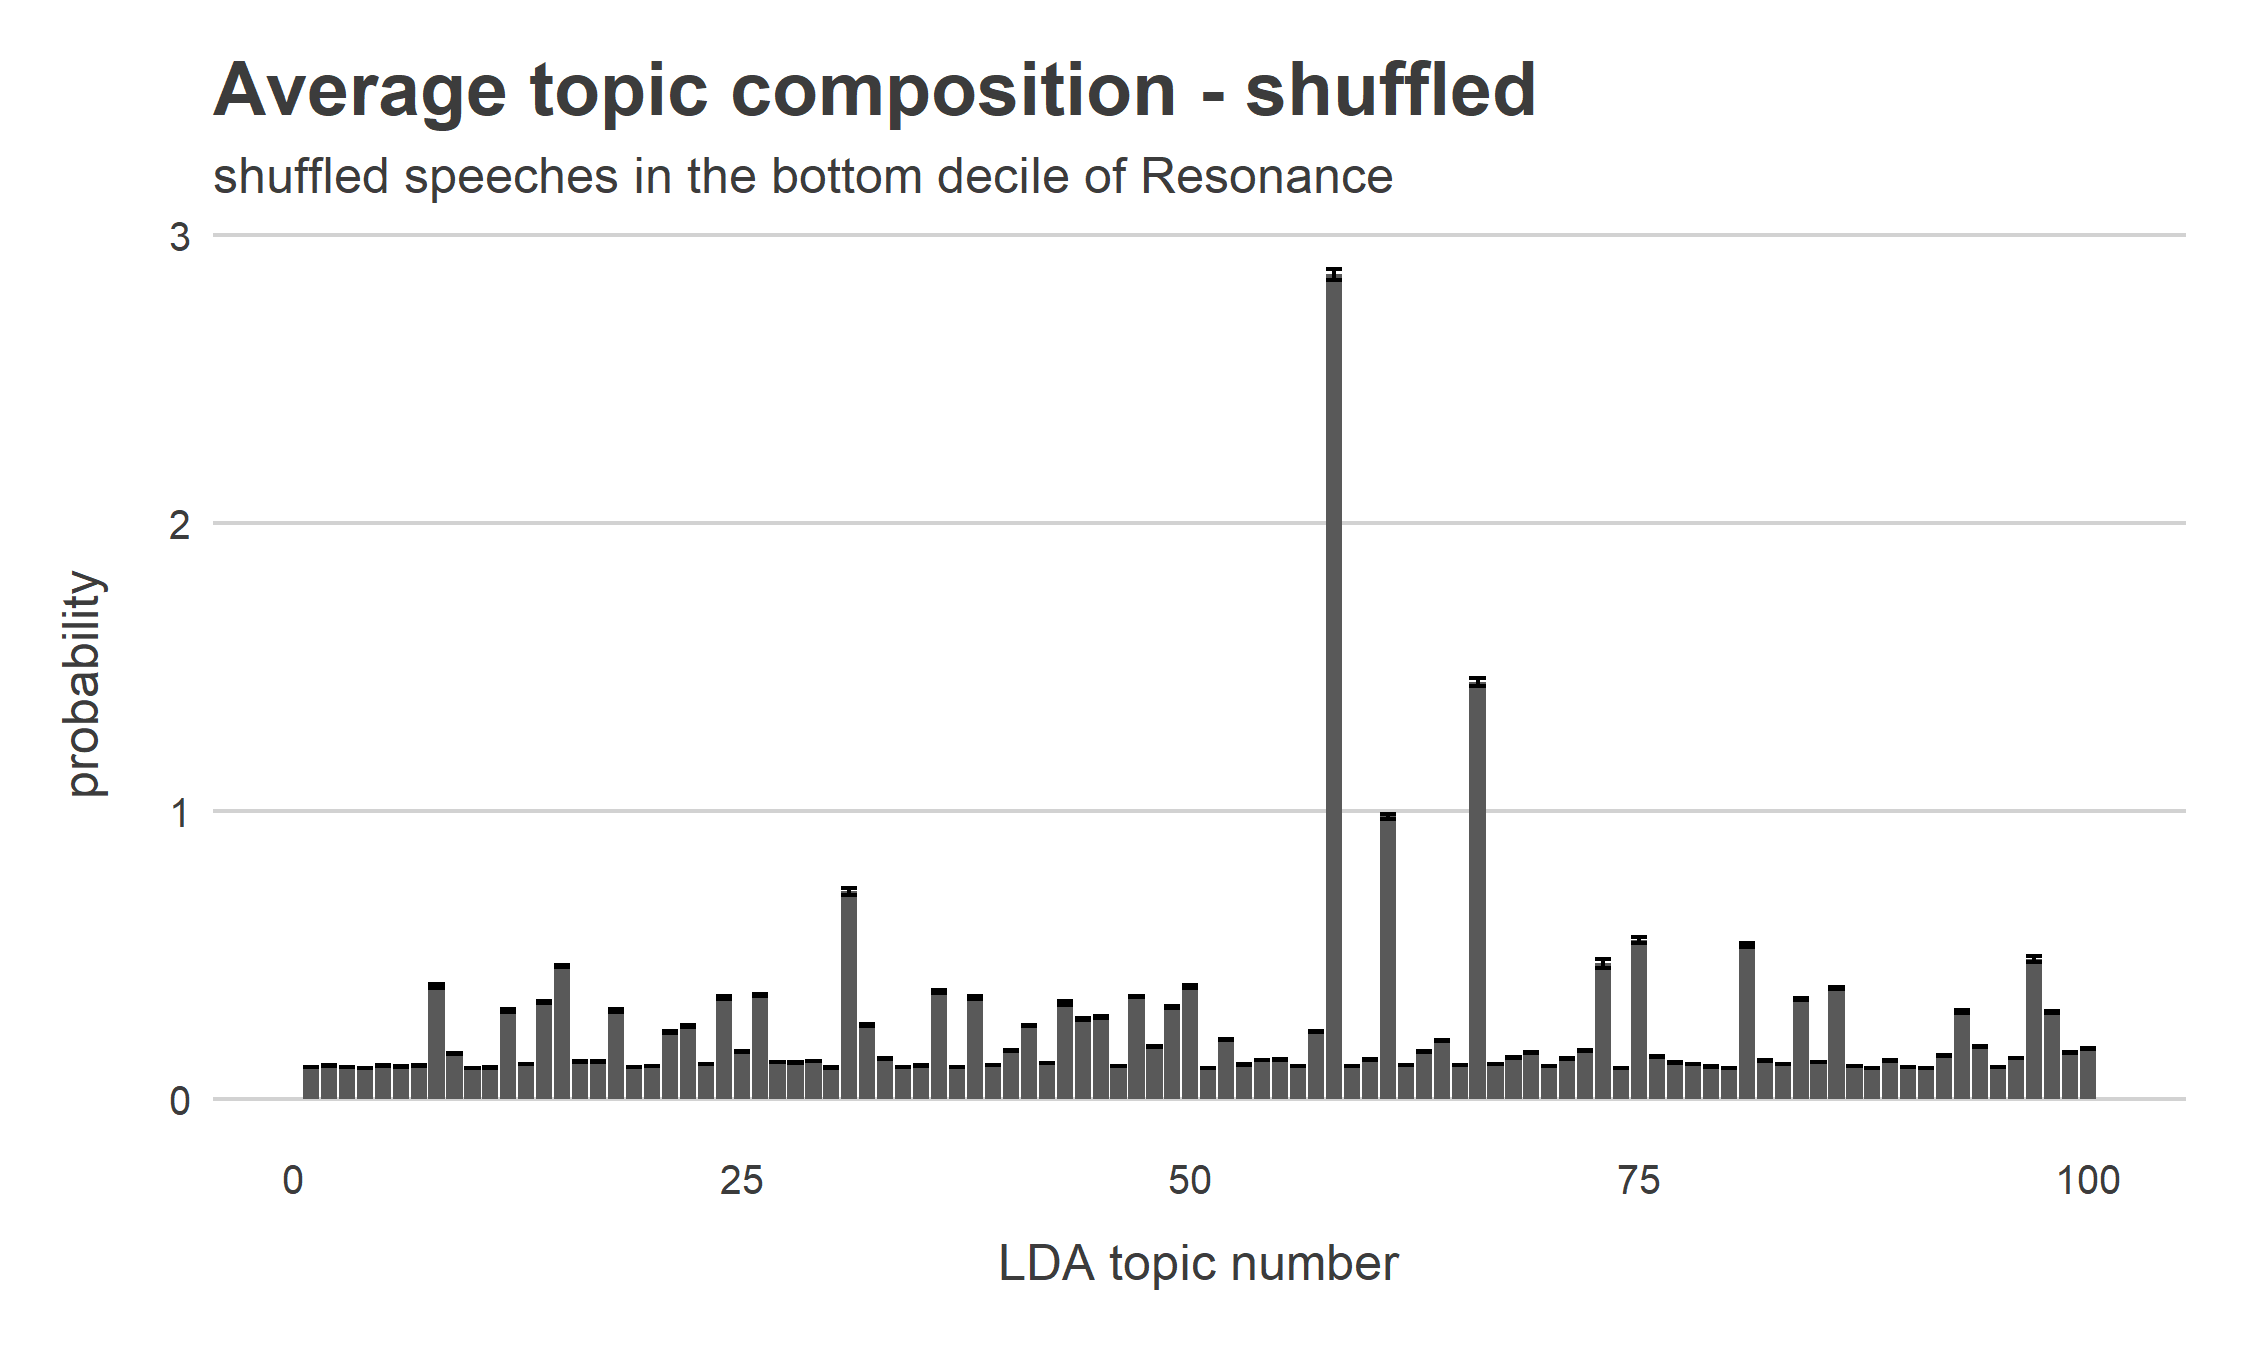 Average topic composition - shuffled
shuffled speeches in the bottom decile of Resonance
3
2
1
0
probability
0 25 50 75 100
LDA topic number